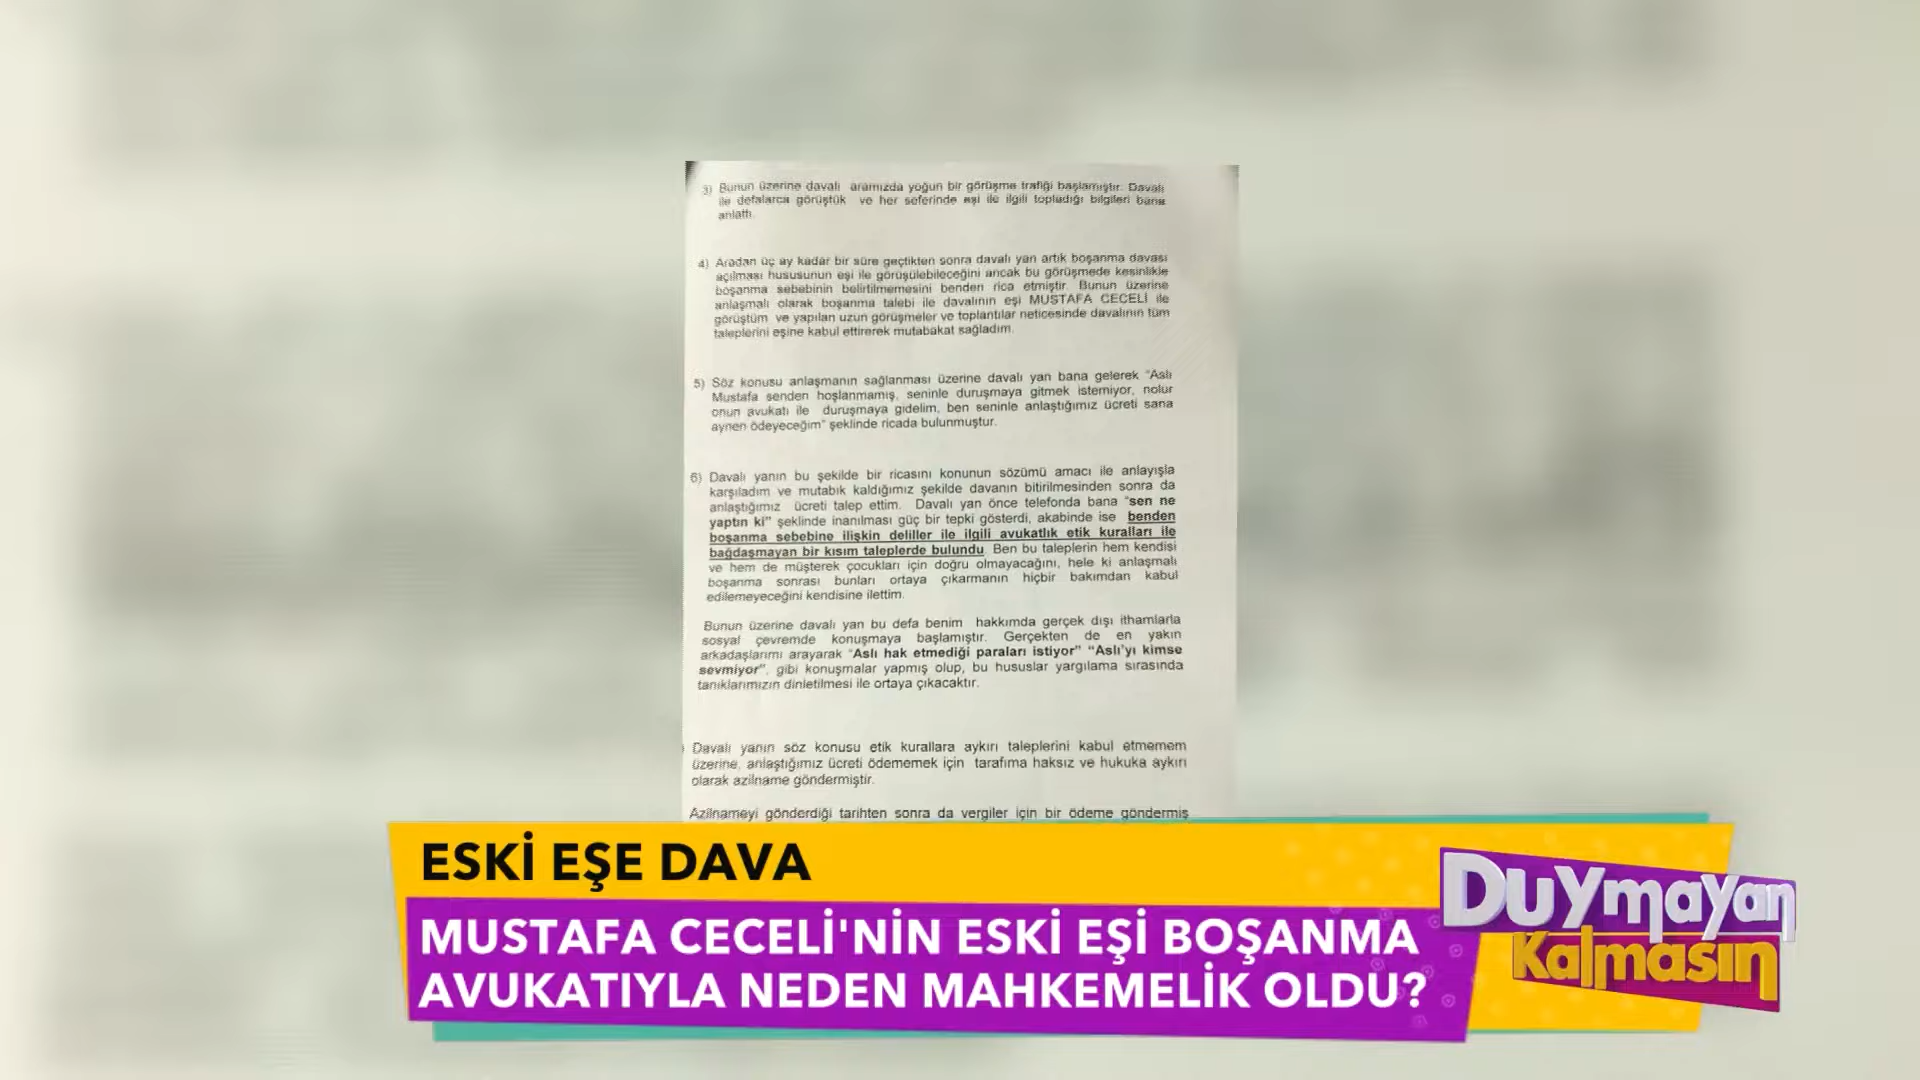 3) Bunun üzerine davalı aramızda yoğun bir görüşme trafiği başlamıştır. Davalı
ile defalarca görüştük ve her seferinde eşi ile ilgili topladığı bilgileri bana
anlattı.
4) Aradan üç ay kadar bir süre geçtikten sonra davalı yan artık boşanma davası
açılması hususunun eşi ile görüşülebileceğini ancak bu görüşmede kesinlikle
boşanma sebebinin belirtilmemesini benden rica etmiştir. Bunun üzerine
anlaşmalı olarak boşanma talebi ile davalının eşi MUSTAFA CECELİ ile
görüştüm ve yapılan uzun görüşmeler ve toplantılar neticesinde davalının tüm
taleplerini eşine kabul ettirerek mutabakat sağladım.
5) Söz konusu anlaşmanın sağlanması üzerine davalı yan bana gelerek "Aslı
Mustafa senden hoşlanmamış, seninle duruşmaya gitmek istemiyor, nolur
onun avukatı ile duruşmaya gidelim, ben seninle anlaştığımız ücreti sana
aynen ödeyeceğim" şeklinde ricada bulunmuştur.
6) Davalı yanın bu şekilde bir ricasını konunun sözümü amacı ile anlayışla
karşıladım ve mutabık kaldığımız şekilde davanın bitirilmesinden sonra da
anlaştığımız ücreti talep ettim. Davalı yan önce telefonda bana "sen ne
yaptın ki" şeklinde inanılması güç bir tepki gösterdi, akabinde ise benden
boşanma sebebine ilişkin deliller ile ilgili avukatlık etik kuralları ile
bağdaşmayan bir kısım taleplerde bulundu. Ben bu taleplerin hem kendisi
ve hem de müşterek çocukları için doğru olmayacağını, hele ki anlaşmalı
boşanma sonrası bunları ortaya çıkarmanın hiçbir bakımdan kabul
edilemeyeceğini kendisine ilettim.
Bunun üzerine davalı yan bu defa benim hakkımda gerçek dışı ithamlarla
sosyal çevremde konuşmaya başlamıştır. Gerçekten de en yakın
arkadaşlarımı arayarak "Aslı hak etmediği paraları istiyor" "Aslı'yı kimse
sevmiyor", gibi konuşmalar yapmış olup, bu hususlar yargılama sırasında
tanıklarımızın dinletilmesi ile ortaya çıkacaktır.
Davalı yanın söz konusu etik kurallara aykırı taleplerini kabul etmemem
üzerine, anlaştığımız ücreti ödememek için tarafıma haksız ve hukuka aykırı
olarak azilname göndermiştir.
Azilnameyi gönderdiği tarihten sonra da vergiler için bir ödeme göndermiş
ESKİ EŞE DAVA
MUSTAFA CECELİ'NİN ESKİ EŞİ BOŞANMA
AVUKATIYLA NEDEN MAHKEMELİK OLDU?
Duymayan
Kalmasın